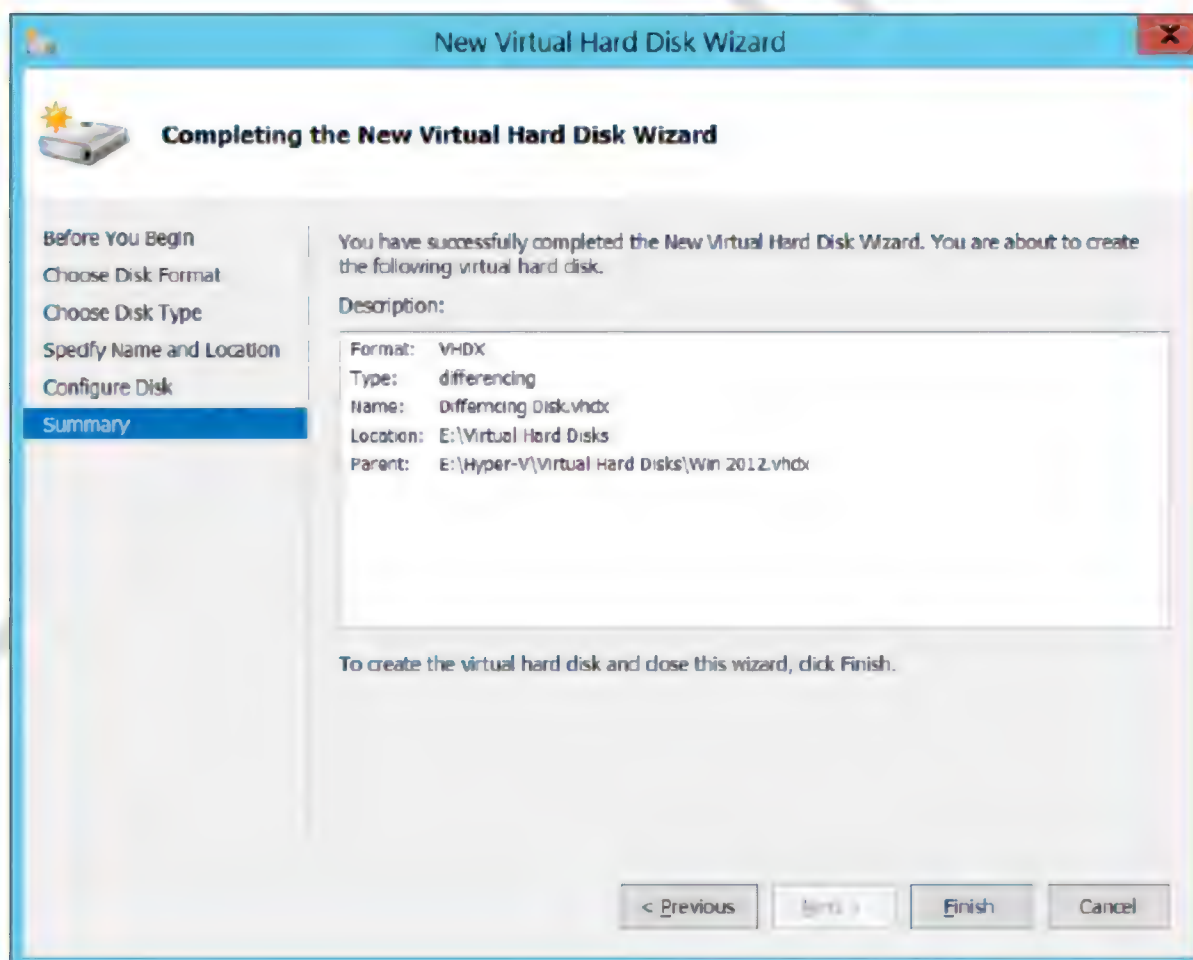 New Virtual Hard Disk Wizard
Completing the New Virtual Hard Disk Wizard
Before You Begin
Choose Disk Format
Choose Disk Type
Specify Name and Location
Configure Disk
Summary
You have successfully completed the New Virtual Hard Disk Wizard. You are about to create
the following virtual hard disk.
Description:
Format: VHDX
Type: differencing
Name: Differncing Disk.vhdx
Location: E:\Virtual Hard Disks
Parent: E:\Hyper-V\Virtual Hard Disks\Win 2012.vhdx
To create the virtual hard disk and close this wizard, click Finish.
< Previous
Next >
Finish
Cancel